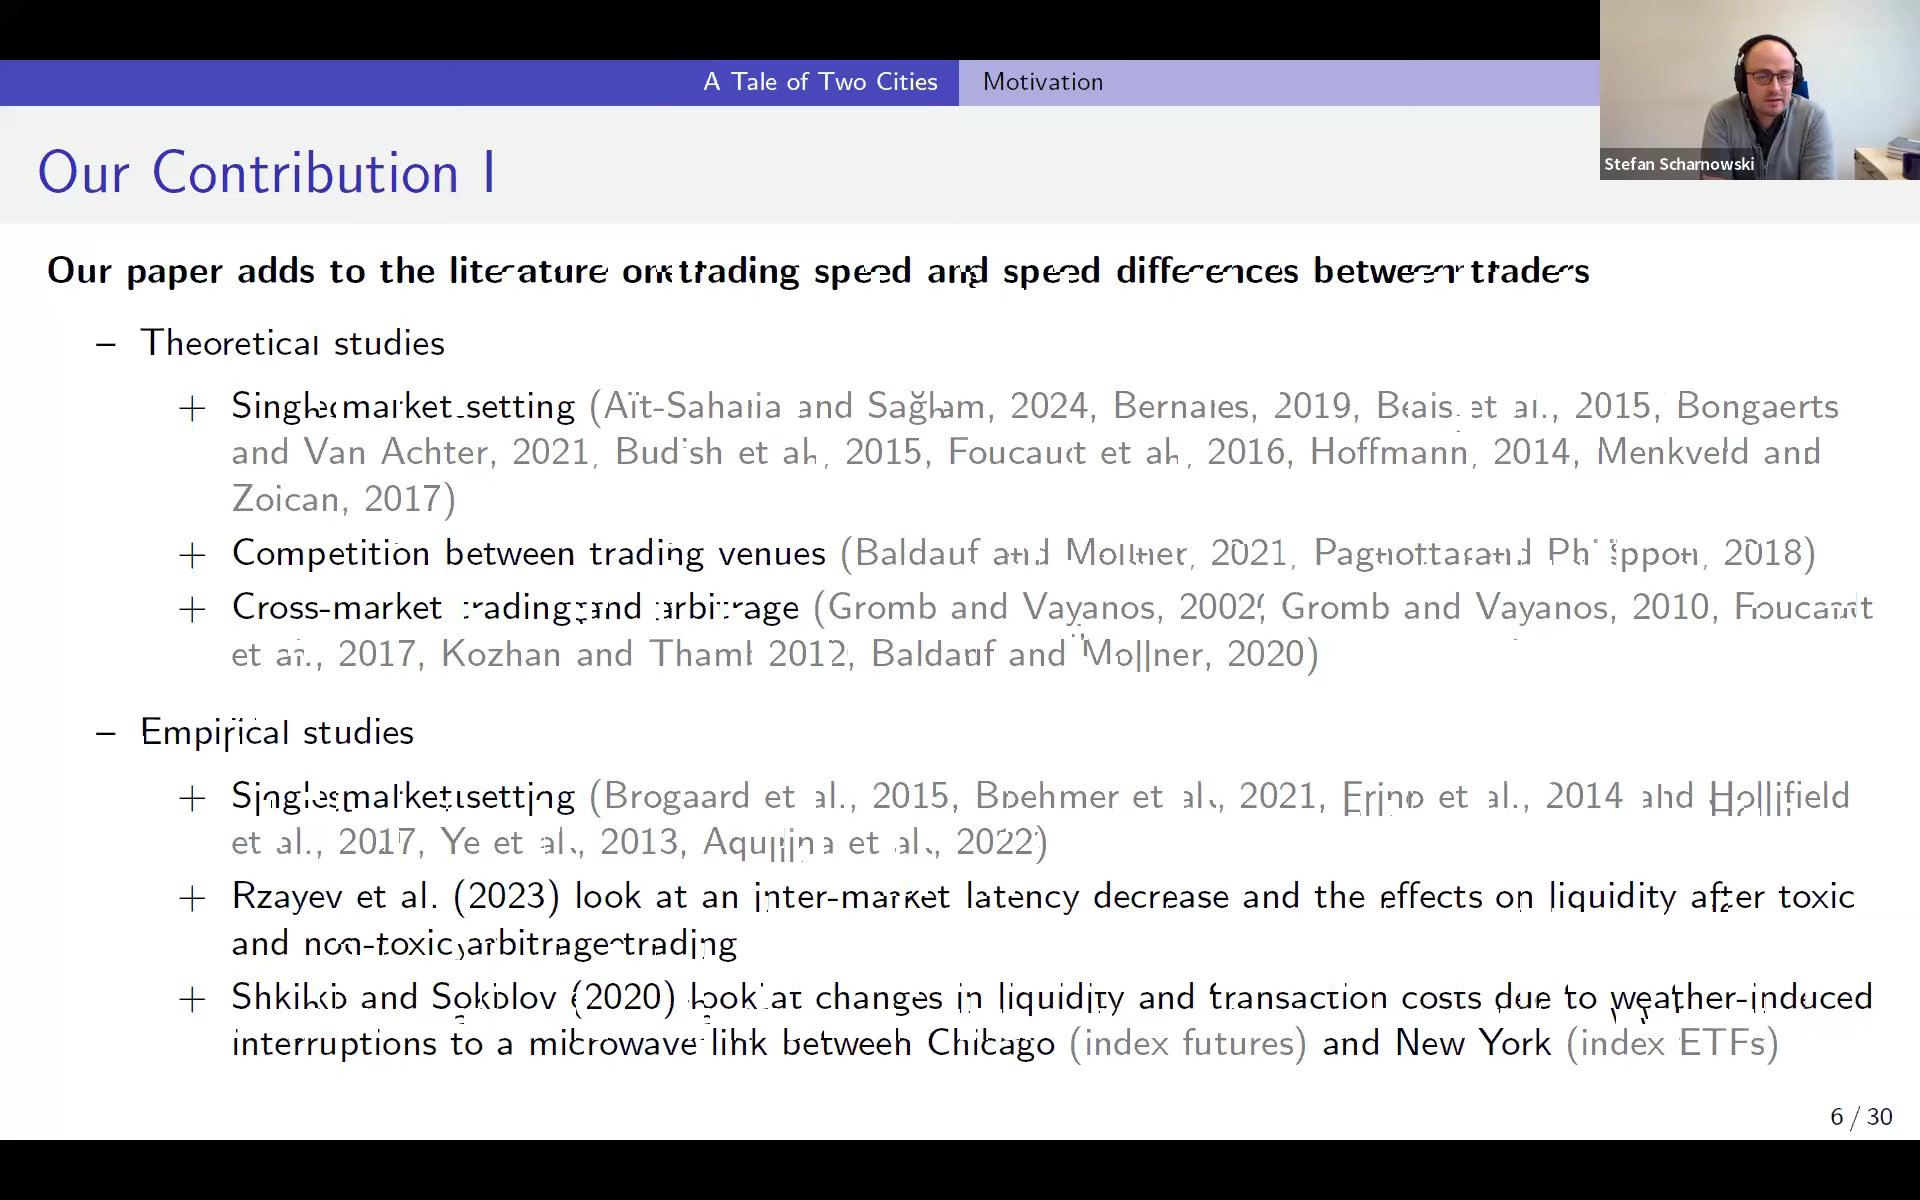 A Tale of Two Cities Motivation
Stefan Scharnowski
Our Contribution I
Our paper adds to the literature on trading speed and speed differences between traders
– Theoretical studies
+ Single market setting (Aït-Sahalia and Sağlam, 2024, Bernales, 2019, Biais et al., 2015, Bongaerts
and Van Achter, 2021, Budish et al., 2015, Foucault et al., 2016, Hoffmann, 2014, Menkveld and
Zoican, 2017)
+ Competition between trading venues (Baldauf and Mollner, 2021, Pagnotta and Philippon, 2018)
+ Cross-market trading and arbitrage (Gromb and Vayanos, 2002, Gromb and Vayanos, 2010, Foucault
et al., 2017, Kozhan and Tham, 2012, Baldauf and Mollner, 2020)
– Empirical studies
+ Single market setting (Brogaard et al., 2015, Boehmer et al., 2021, Frino et al., 2014 and Hollifield
et al., 2017, Ye et al., 2013, Aquilina et al., 2022)
+ Rzayev et al. (2023) look at an inter-market latency decrease and the effects on liquidity after toxic
and non-toxic arbitrage trading
+ Shkilko and Sokolov (2020) look at changes in liquidity and transaction costs due to weather-induced
interruptions to a microwave link between Chicago (index futures) and New York (index ETFs)
6 / 30